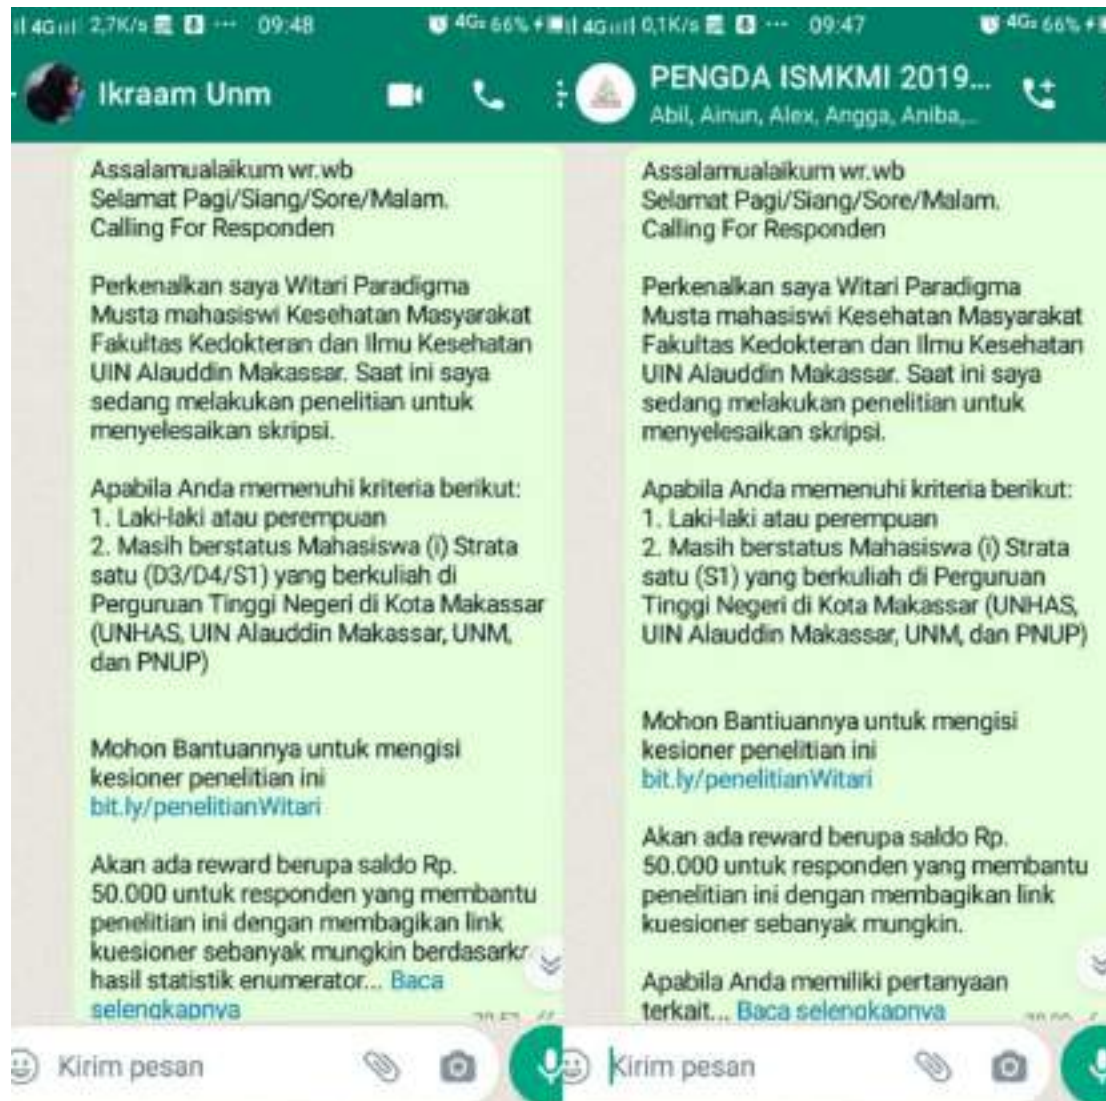 4G 2,7K/s ... 09:48
4G 66%
Ikraam Unm
Assalamualaikum wr.wb
Selamat Pagi/Siang/Sore/Malam.
Calling For Responden
Perkenalkan saya Witari Paradigma
Musta mahasiswi Kesehatan Masyarakat
Fakultas Kedokteran dan Ilmu Kesehatan
UIN Alauddin Makassar. Saat ini saya
sedang melakukan penelitian untuk
menyelesaikan skripsi.
Apabila Anda memenuhi kriteria berikut:
1. Laki-laki atau perempuan
2. Masih berstatus Mahasiswa (i) Strata
satu (D3/D4/S1) yang berkuliah di
Perguruan Tinggi Negeri di Kota Makassar
(UNHAS, UIN Alauddin Makassar, UNM,
dan PNUP)
Mohon Bantuannya untuk mengisi
kesioner penelitian ini
bit.ly/penelitianWitari
Akan ada reward berupa saldo Rp.
50.000 untuk responden yang membantu
penelitian ini dengan membagikan link
kuesioner sebanyak mungkin berdasarka
hasil statistik enumerator... Baca
selengkapnya
Kirim pesan
4G 0,1K/s ... 09:47
4G 66%
PENGDA ISMKMI 2019...
Abil, Ainun, Alex, Angga, Aniba,...
Assalamualaikum wr.wb
Selamat Pagi/Siang/Sore/Malam.
Calling For Responden
Perkenalkan saya Witari Paradigma
Musta mahasiswi Kesehatan Masyarakat
Fakultas Kedokteran dan Ilmu Kesehatan
UIN Alauddin Makassar. Saat ini saya
sedang melakukan penelitian untuk
menyelesaikan skripsi.
Apabila Anda memenuhi kriteria berikut:
1. Laki-laki atau perempuan
2. Masih berstatus Mahasiswa (i) Strata
satu (S1) yang berkuliah di Perguruan
Tinggi Negeri di Kota Makassar (UNHAS,
UIN Alauddin Makassar, UNM, dan PNUP)
Mohon Bantiuannya untuk mengisi
kesioner penelitian ini
bit.ly/penelitianWitari
Akan ada reward berupa saldo Rp.
50.000 untuk responden yang membantu
penelitian ini dengan membagikan link
kuesioner sebanyak mungkin.
Apabila Anda memiliki pertanyaan
terkait... Baca selengkapnya
Kirim pesan